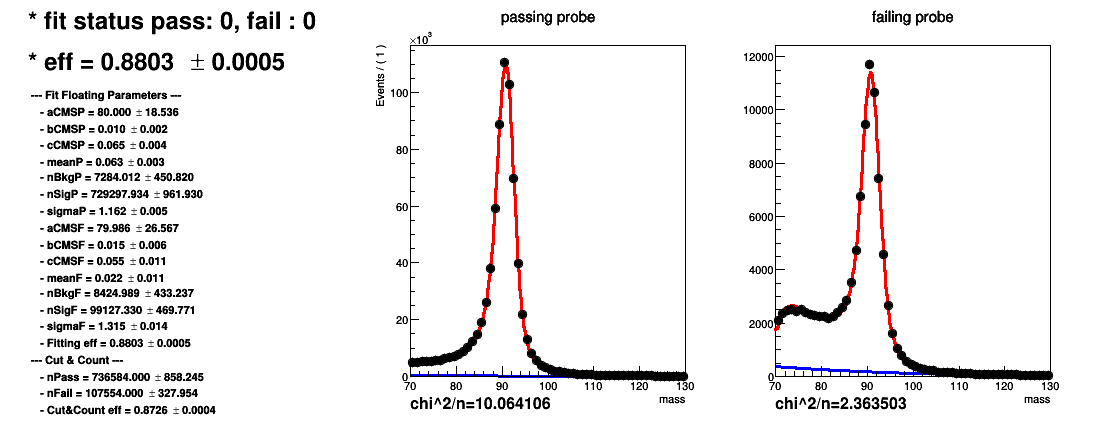 * fit status pass: 0, fail : 0
* eff = 0.8803 ± 0.0005
--- Fit Floating Parameters ---
- aCMSP = 80.000 ± 18.536
- bCMSP = 0.010 ± 0.002
- cCMSP = 0.065 ± 0.004
- meanP = 0.063 ± 0.003
- nBkgP = 7284.012 ± 450.820
- nSigP = 729297.934 ± 961.930
- sigmaP = 1.162 ± 0.005
- aCMSF = 79.986 ± 26.567
- bCMSF = 0.015 ± 0.006
- cCMSF = 0.055 ± 0.011
- meanF = 0.022 ± 0.011
- nBkgF = 8424.989 ± 433.237
- nSigF = 99127.330 ± 469.771
- sigmaF = 1.315 ± 0.014
- Fitting eff = 0.8803 ± 0.0005
--- Cut & Count ---
- nPass = 736584.000 ± 858.245
- nFail = 107554.000 ± 327.954
- Cut&Count eff = 0.8726 ± 0.0004
passing probe
×10³
Events / ( 1 )
100
80
60
40
20
0
70 80 90 100 110 120 130
mass
chi^2/n=10.064106
failing probe
12000
10000
8000
6000
4000
2000
0
70 80 90 100 110 120 130
mass
chi^2/n=2.363503